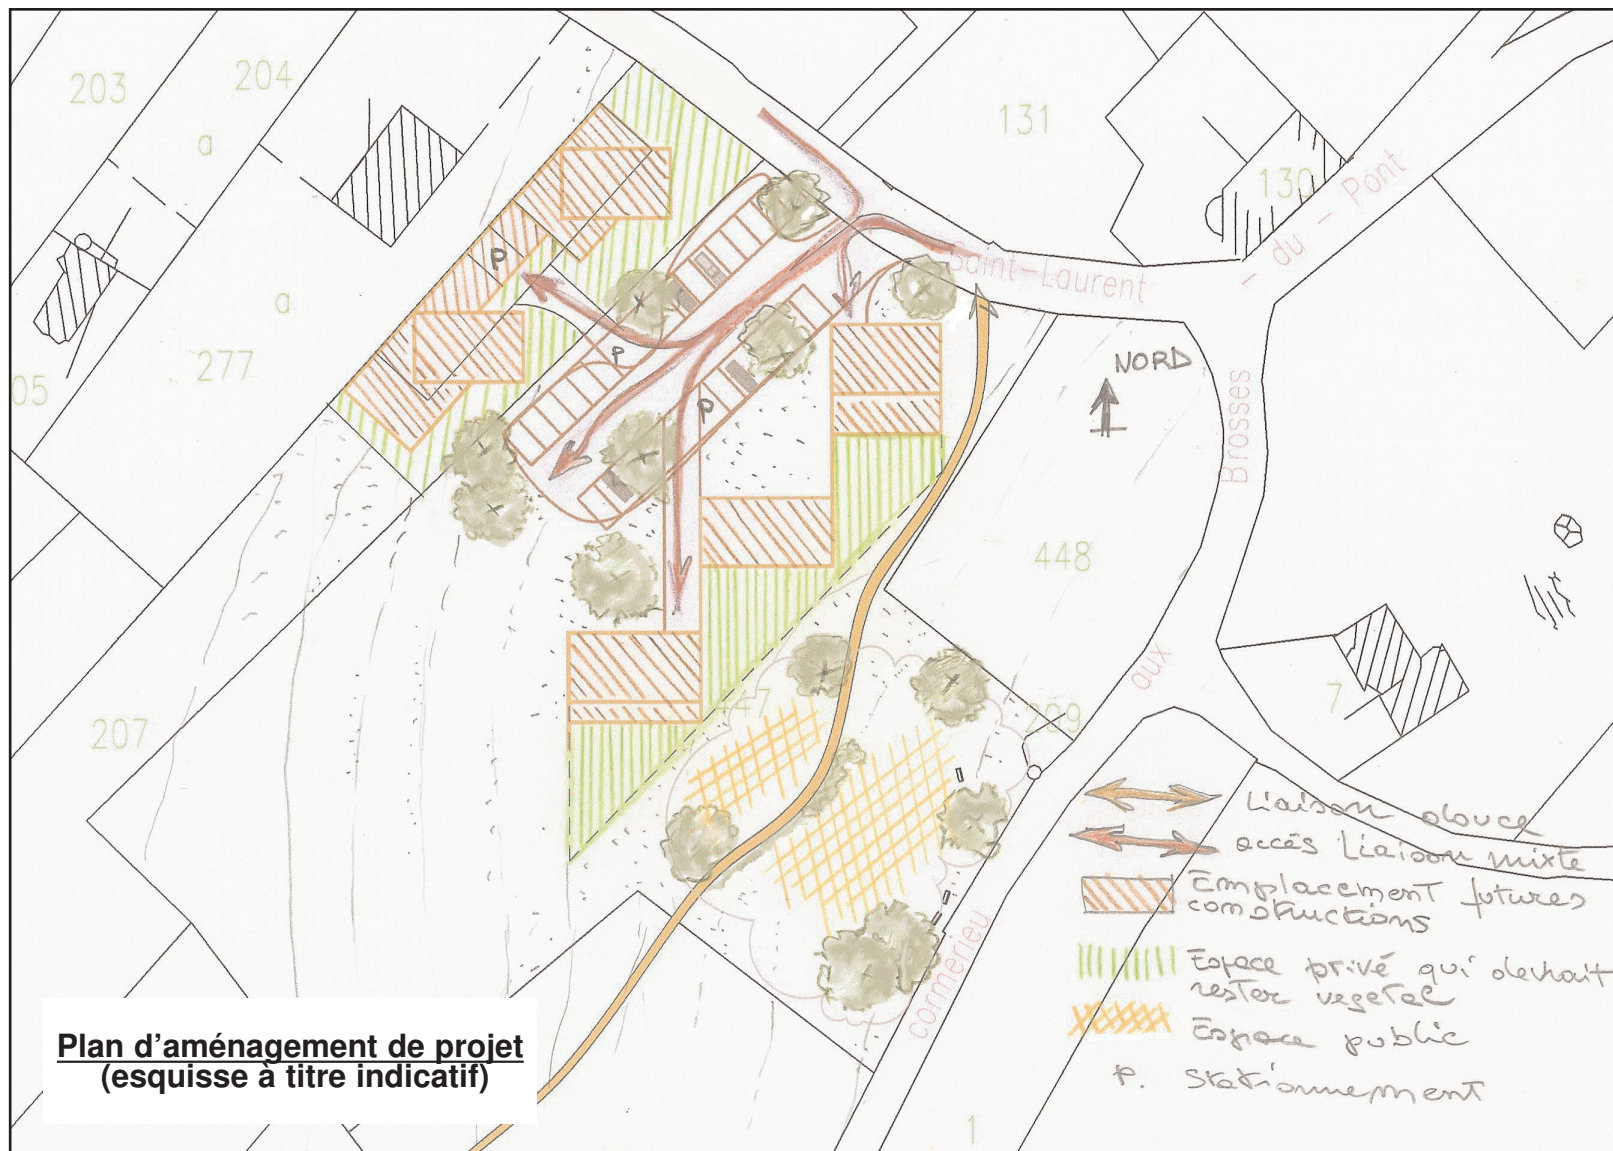 203
204
a
131
130
Saint-Laurent
- du - Pont
P
a
277
05
P
P
NORD
Brosses
448
aux
447
209
7
207
Liaison douce
accès Liaison mixte
Emplacement futures
constructions
Espace privé qui devrait
rester vegetal
Espace public
P. Stationnement
cormerieu
1
Plan d'aménagement de projet
(esquisse à titre indicatif)